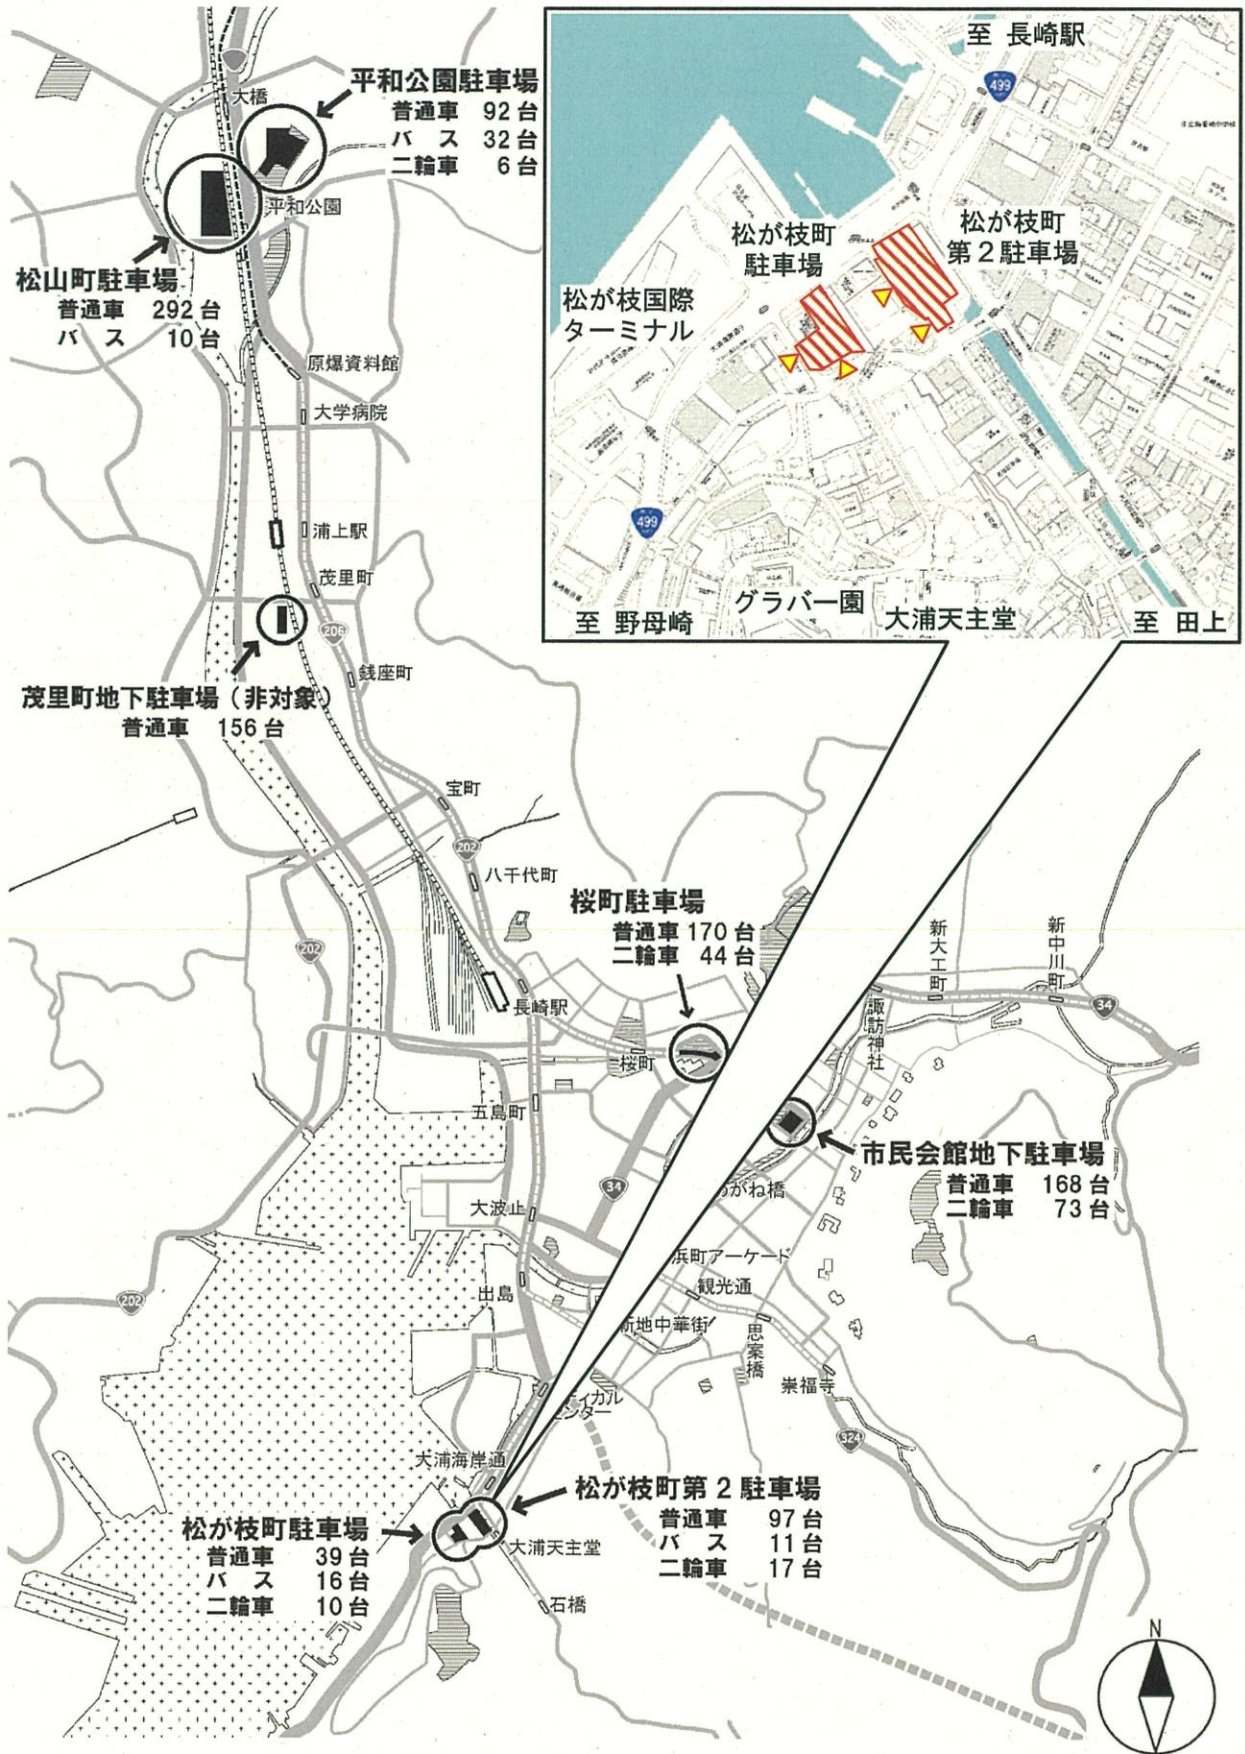 大橋
平和公園駐車場
普通車 92台
バス 32台
二輪車 6台
平和公園
松山町駐車場
普通車 292台
バス 10台
原爆資料館
大学病院
浦上駅
茂里町
206
銭座町
茂里町地下駐車場（非対象）
普通車 156台
宝町
202
八千代町
202
長崎駅
桜町駐車場
普通車 170台
二輪車 44台
桜町
五島町
新大工町
新中川町
34
諏訪神社
市民会館地下駐車場
普通車 168台
二輪車 73台
34
がね橋
大波止
浜町アーケード
観光通
出島
202
新地中華街
思案橋
崇福寺
324
ィカル
ンター
大浦海岸通
松が枝町第2駐車場
普通車 97台
バス 11台
二輪車 17台
松が枝町駐車場
普通車 39台
バス 16台
二輪車 10台
大浦天主堂
石橋
N
至 長崎駅
499
松が枝町
駐車場
松が枝町
第2駐車場
松が枝国際
ターミナル
499
グラバー園
大浦天主堂
至 野母崎
至 田上